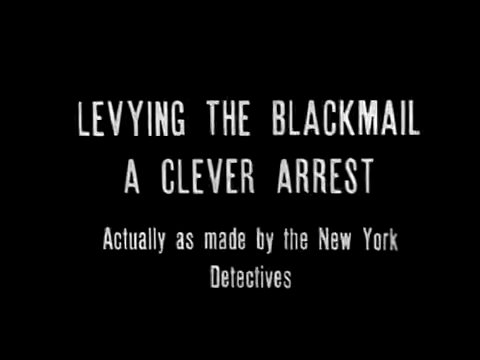 LEVYING THE BLACKMAIL
A CLEVER ARREST
Actually as made by the New York
Detectives